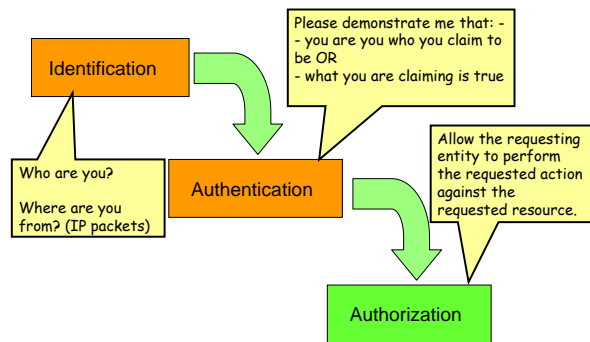 Please demonstrate me that: -
- you are you who you claim to
be OR
- what you are claiming is true
Identification
Who are you?
Where are you
from? (IP packets)
Authentication
Allow the requesting
entity to perform
the requested action
against the
requested resource.
Authorization